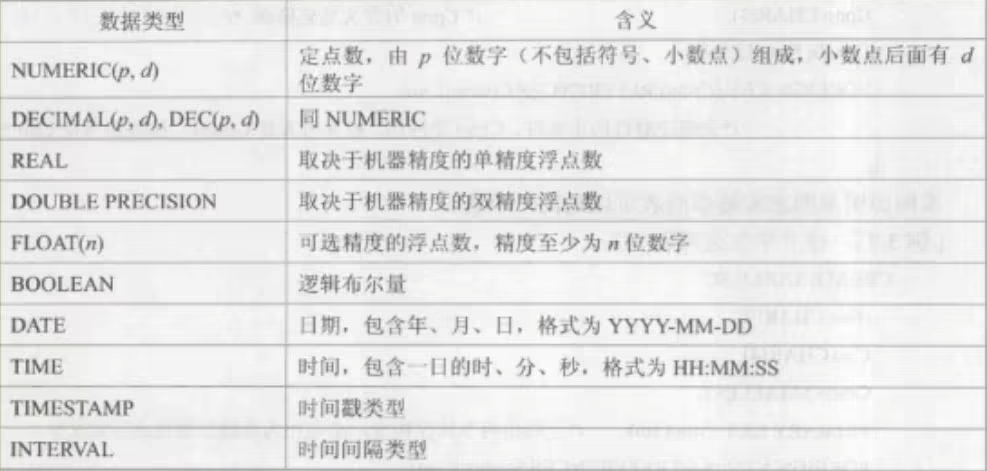 数据类型 含义
NUMERIC(p, d) 定点数，由 p 位数字（不包括符号、小数点）组成，小数点后面有 d
位数字
DECIMAL(p, d), DEC(p, d) 同 NUMERIC
REAL 取决于机器精度的单精度浮点数
DOUBLE PRECISION 取决于机器精度的双精度浮点数
FLOAT(n) 可选精度的浮点数，精度至少为 n 位数字
BOOLEAN 逻辑布尔量
DATE 日期，包含年、月、日，格式为 YYYY-MM-DD
TIME 时间，包含一日的时、分、秒，格式为 HH:MM:SS
TIMESTAMP 时间戳类型
INTERVAL 时间间隔类型